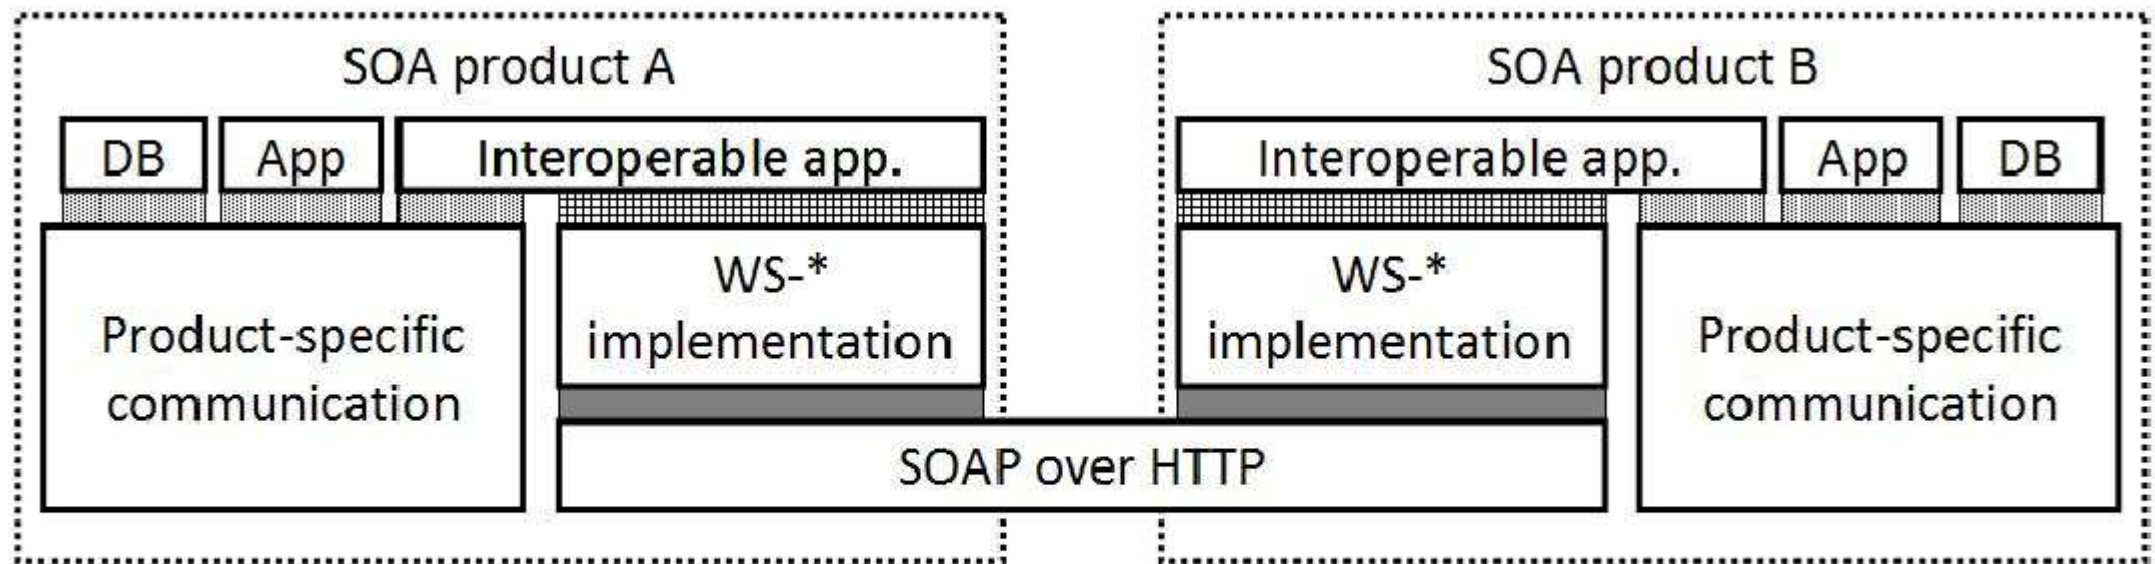 SOA product A
DB App Interoperable app.
WS-*
implementation
Product-specific
communication
SOA product B
Interoperable app. App DB
WS-*
implementation
Product-specific
communication
SOAP over HTTP